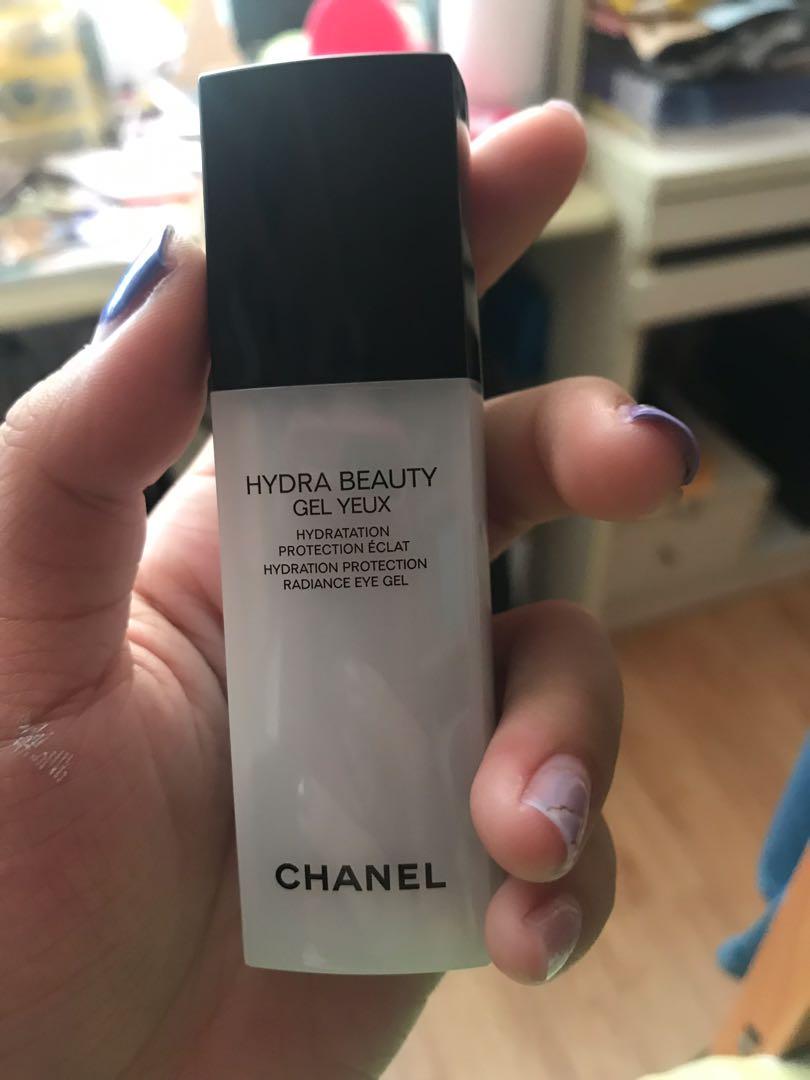 HYDRA BEAUTY
GEL YEUX
HYDRATATION
PROTECTION ÉCLAT
HYDRATION PROTECTION
RADIANCE EYE GEL
CHANEL